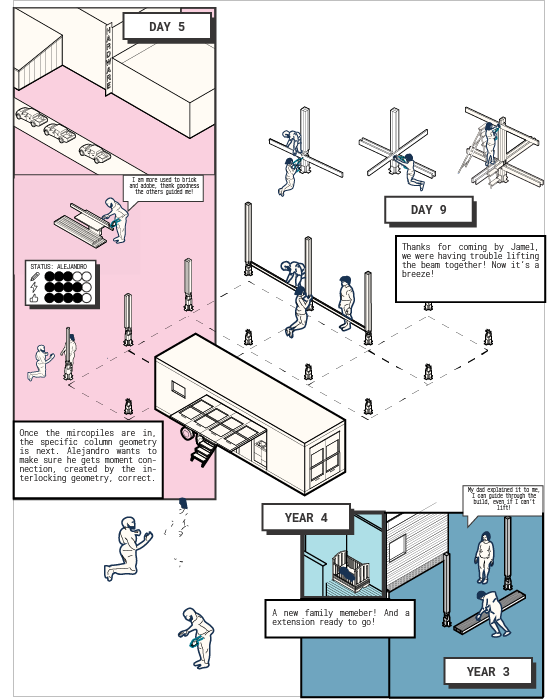 DAY 5
HARDWARE
I am more used to brick
and adobe, thank goodness
the others guided me!
STATUS: ALEJANDRO
DAY 9
Thanks for coming by Jamel,
we were having trouble lifting
the beam together! Now it's a
breeze!
Once the mircopiles are in,
the specific column geometry
is next. Alejandro wants to
make sure he gets moment con-
nection, created by the in-
terlocking geometry, correct.
My dad explained it to me,
I can guide through the
build, even if I can't
lift!
YEAR 4
A new family memeber! And a
extension ready to go!
YEAR 3